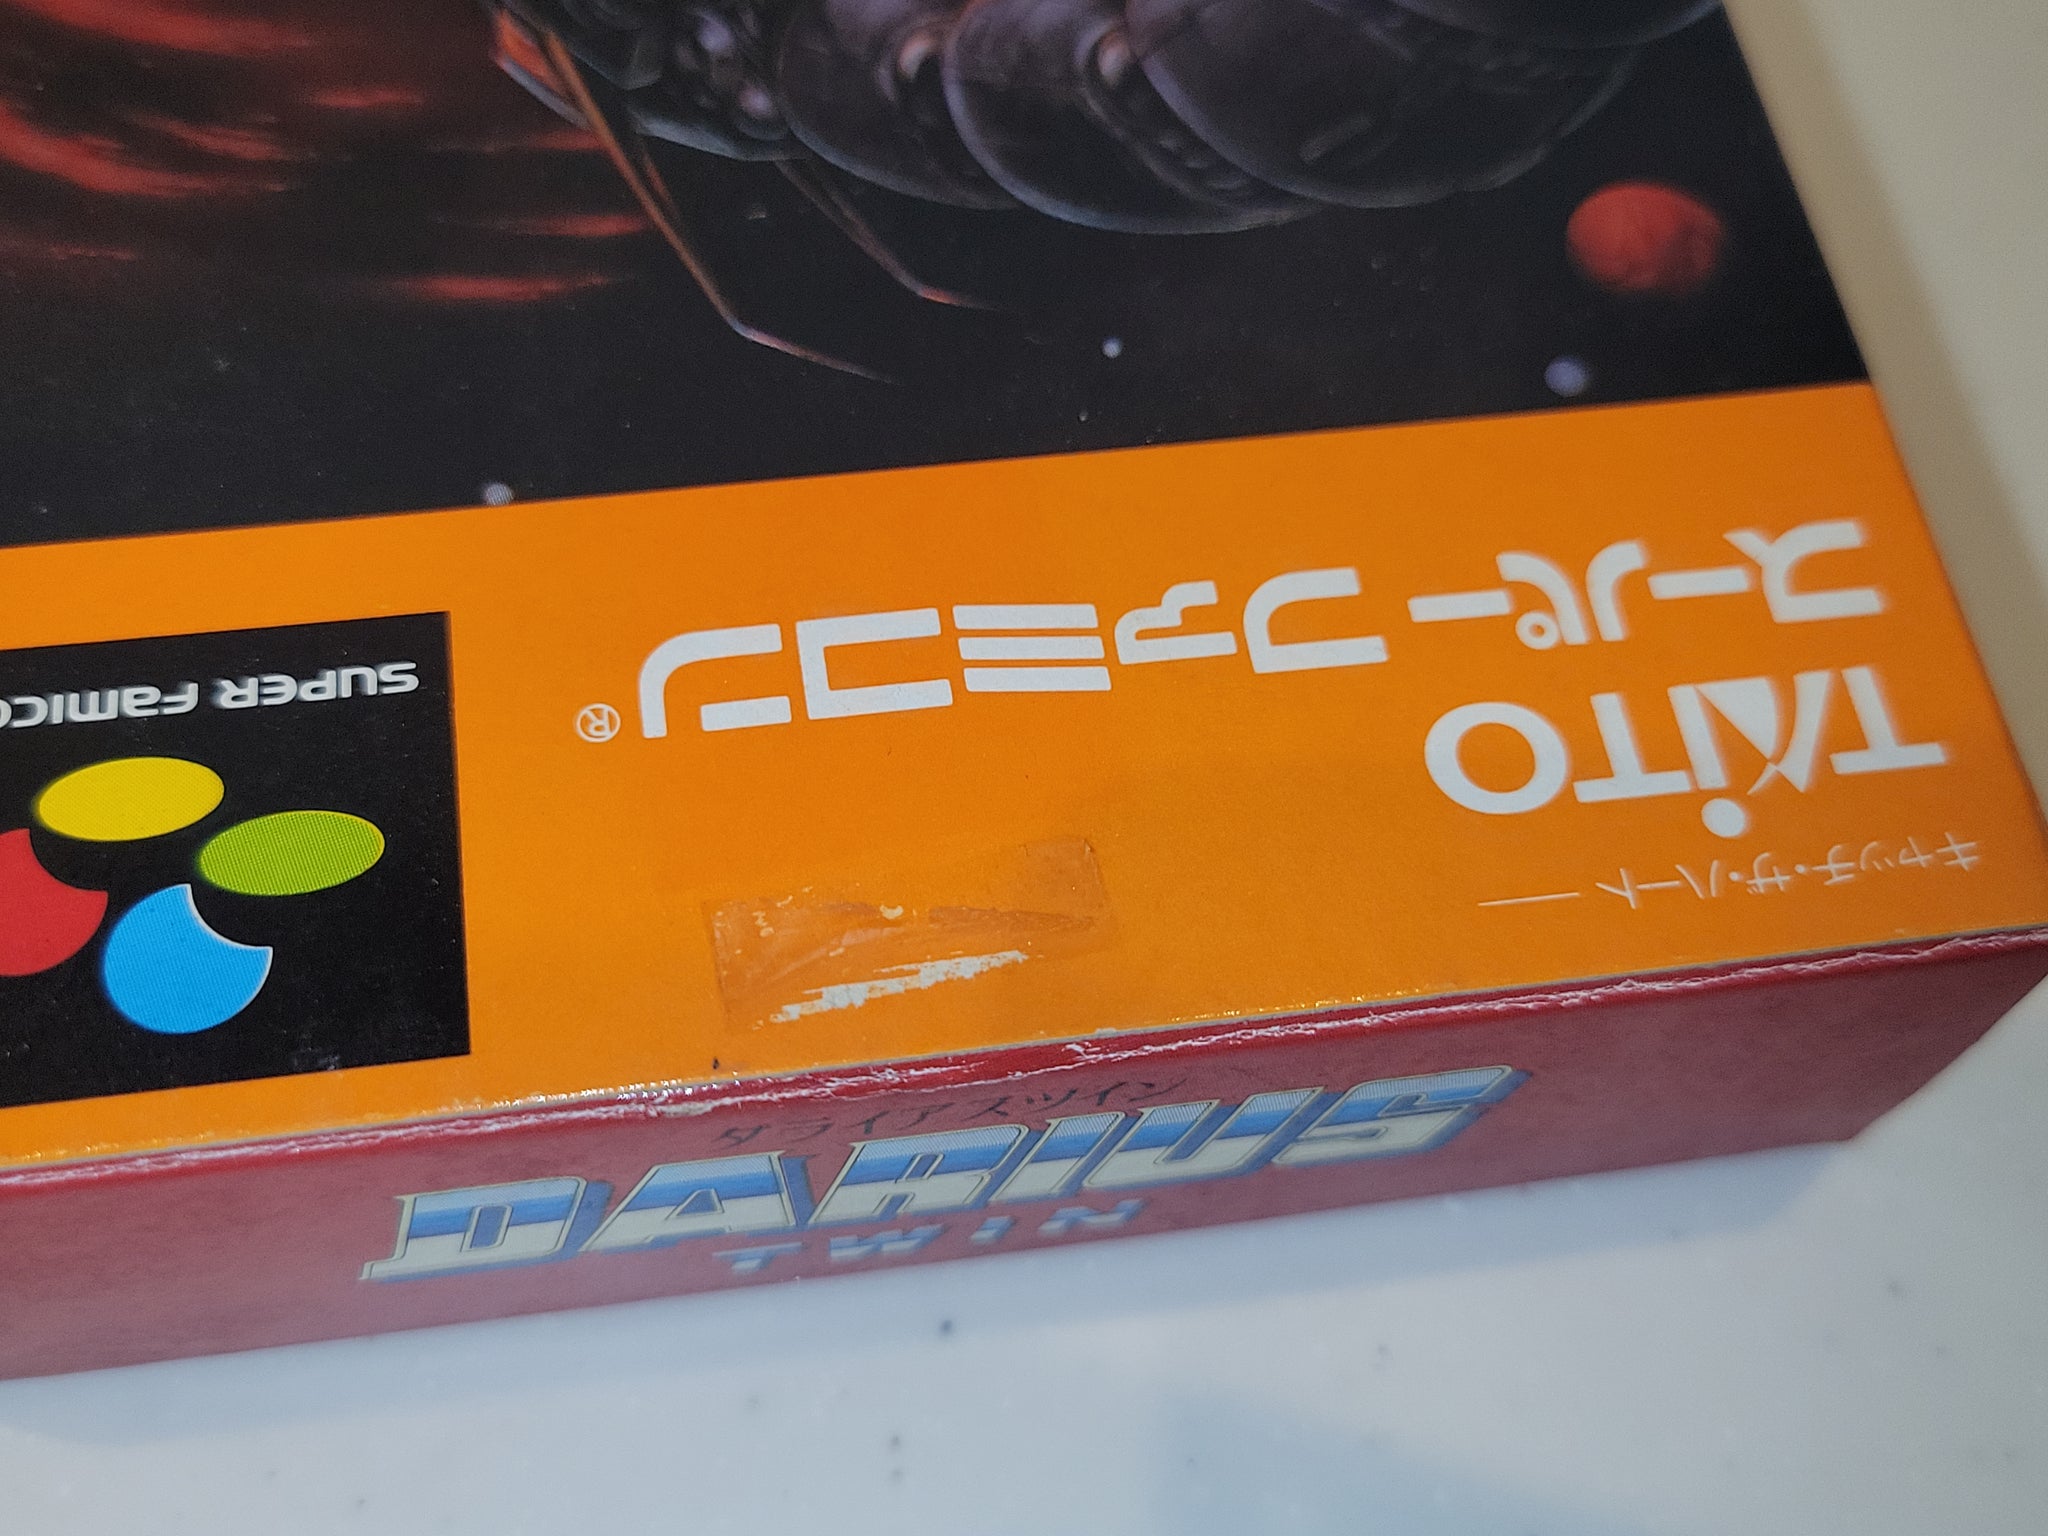 キャッチ・ザ・ハート
TAiTO
スーパーファミコン®
SUPER FAMICO
ダライアスツイン
DARIUS
TWIN